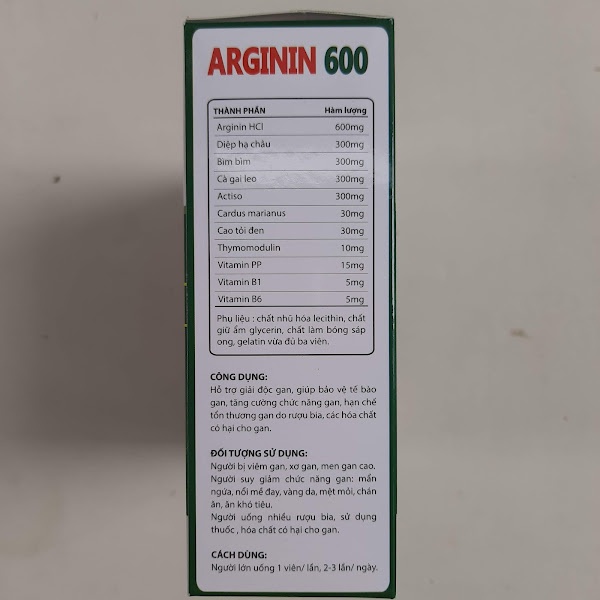 ARGININ 600
THÀNH PHẦN Hàm lượng
Arginin HCl 600mg
Diệp hạ châu 300mg
Bìm bìm 300mg
Cà gai leo 300mg
Actiso 300mg
Cardus marianus 30mg
Cao tỏi đen 30mg
Thymomodulin 10mg
Vitamin PP 15mg
Vitamin B1 5mg
Vitamin B6 5mg
Phụ liệu : chất nhũ hóa lecithin, chất
giữ ẩm glycerin, chất làm bóng sáp
ong, gelatin vừa đủ ba viên.
CÔNG DỤNG:
Hỗ trợ giải độc gan, giúp bảo vệ tế bào
gan, tăng cường chức năng gan, hạn chế
tổn thương gan do rượu bia, các hóa chất
có hại cho gan.
ĐỐI TƯỢNG SỬ DỤNG:
Người bị viêm gan, xơ gan, men gan cao.
Người suy giảm chức năng gan: mẩn
ngứa, nổi mề đay, vàng da, mệt mỏi, chán
ăn, ăn khó tiêu.
Người uống nhiều rượu bia, sử dụng
thuốc , hóa chất có hại cho gan.
CÁCH DÙNG:
Người lớn uống 1 viên/ lần, 2-3 lần/ ngày.